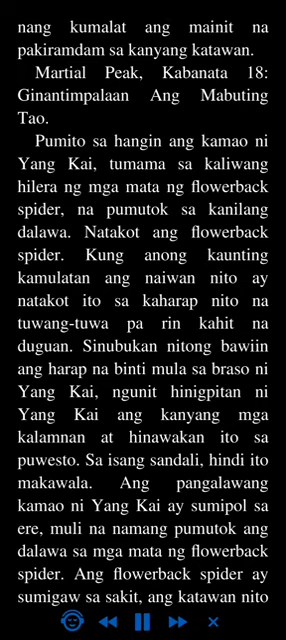 nang kumalat ang mainit na
pakiramdam sa kanyang katawan.
Martial Peak, Kabanata 18:
Ginantimpalaan Ang Mabuting
Tao.
Pumito sa hangin ang kamao ni
Yang Kai, tumama sa kaliwang
hilera ng mga mata ng flowerback
spider, na pumutok sa kanilang
dalawa. Natakot ang flowerback
spider. Kung anong kaunting
kamulatan ang naiwan nito ay
natakot ito sa kaharap nito na
tuwang-tuwa pa rin kahit na
duguan. Sinubukan nitong bawiin
ang harap na binti mula sa braso ni
Yang Kai, ngunit hinigpitan ni
Yang Kai ang kanyang mga
kalamnan at hinawakan ito sa
puwesto. Sa isang sandali, hindi ito
makawala. Ang pangalawang
kamao ni Yang Kai ay sumipol sa
ere, muli na namang pumutok ang
dalawa sa mga mata ng flowerback
spider. Ang flowerback spider ay
sumigaw sa sakit, ang katawan nito